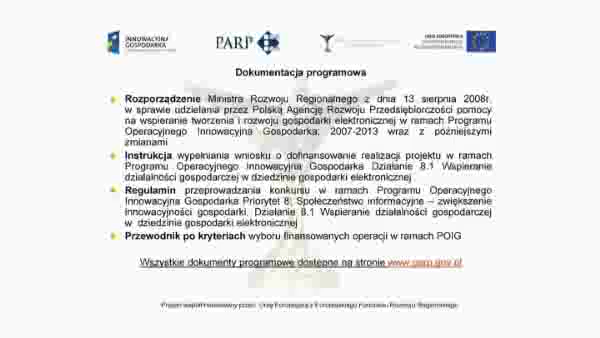 INNOWACYJNA
GOSPODARKA
PARP
UNIA EUROPEJSKA
Dokumentacja programowa
Rozporządzenie Ministra Rozwoju Regionalnego z dnia 13 sierpnia 2008r.
w sprawie udzielania przez Polską Agencję Rozwoju Przedsiębiorczości pomocy
na wspieranie tworzenia i rozwoju gospodarki elektronicznej w ramach Programu
Operacyjnego Innowacyjna Gospodarka, 2007-2013 wraz z późniejszymi
zmianami
Instrukcja wypełniania wniosku o dofinansowanie realizacji projektu w ramach
Programu Operacyjnego Innowacyjna Gospodarka Działanie 8.1 Wspieranie
działalności gospodarczej w dziedzinie gospodarki elektronicznej
Regulamin przeprowadzania konkursu w ramach Programu Operacyjnego
Innowacyjna Gospodarka Priorytet 8. Społeczeństwo informacyjne – zwiększenie
innowacyjności gospodarki, Działanie 8.1 Wspieranie działalności gospodarczej
w dziedzinie gospodarki elektronicznej
Przewodnik po kryteriach wyboru finansowanych operacji w ramach POIG
Wszystkie dokumenty programowe dostępne na stronie www.parp.gov.pl
Projekt współfinansowany przez Unię Europejską z Europejskiego Funduszu Rozwoju Regionalnego